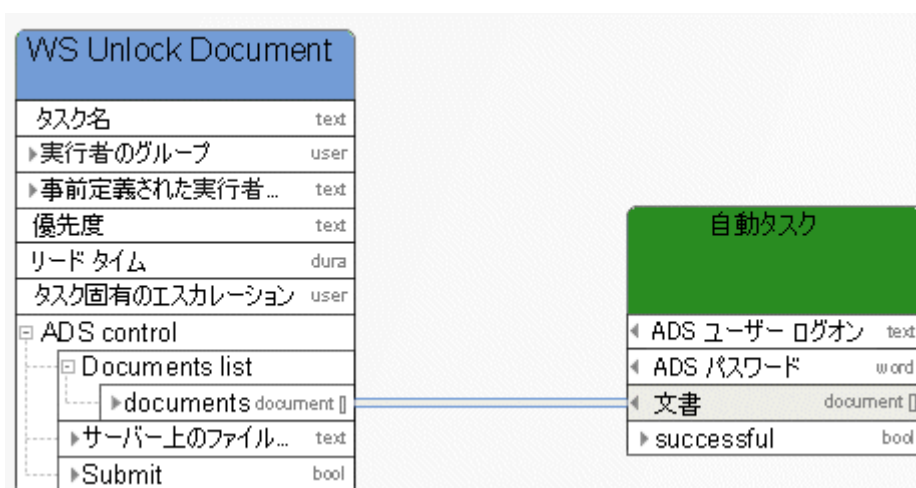 WS Unlock Document
タスク名 text
実行者のグループ user
事前定義された実行者... text
優先度 text
リード タイム dura
タスク固有のエスカレーション user
ADS control
Documents list
documents document []
サーバー上のファイル... text
Submit bool
自動タスク
ADS ユーザー ログオン text
ADS パスワード word
文書 document []
successful bool